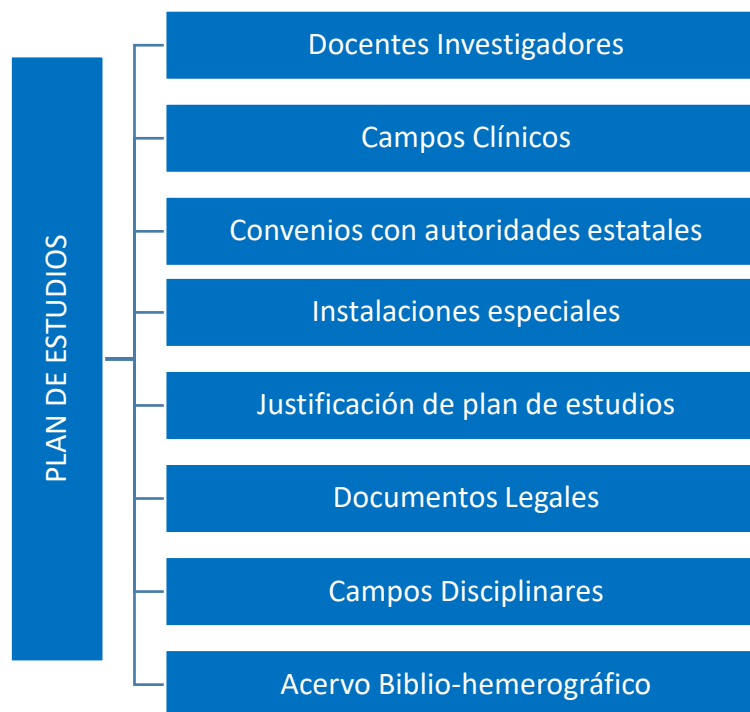 PLAN DE ESTUDIOS
Docentes Investigadores
Campos Clínicos
Convenios con autoridades estatales
Instalaciones especiales
Justificación de plan de estudios
Documentos Legales
Campos Disciplinares
Acervo Biblio-hemerográfico